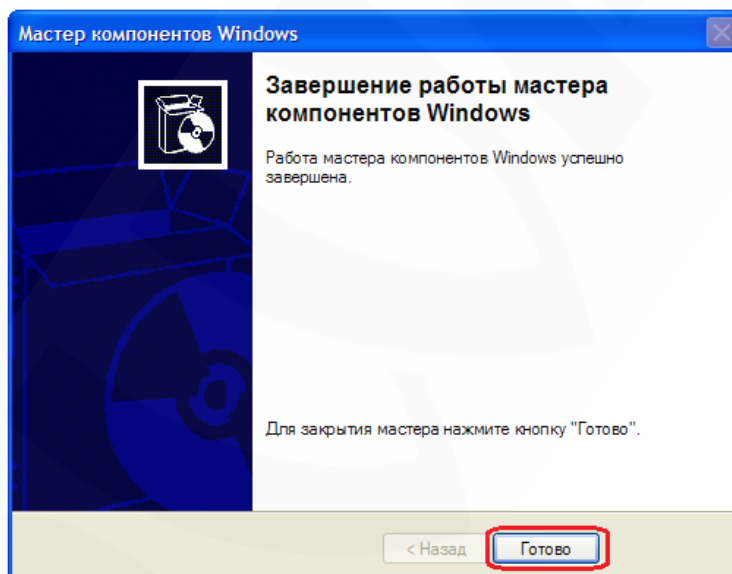 Мастер компонентов Windows
Завершение работы мастера
компонентов Windows
Работа мастера компонентов Windows успешно
завершена.
Для закрытия мастера нажмите кнопку "Готово".
< Назад
Готово